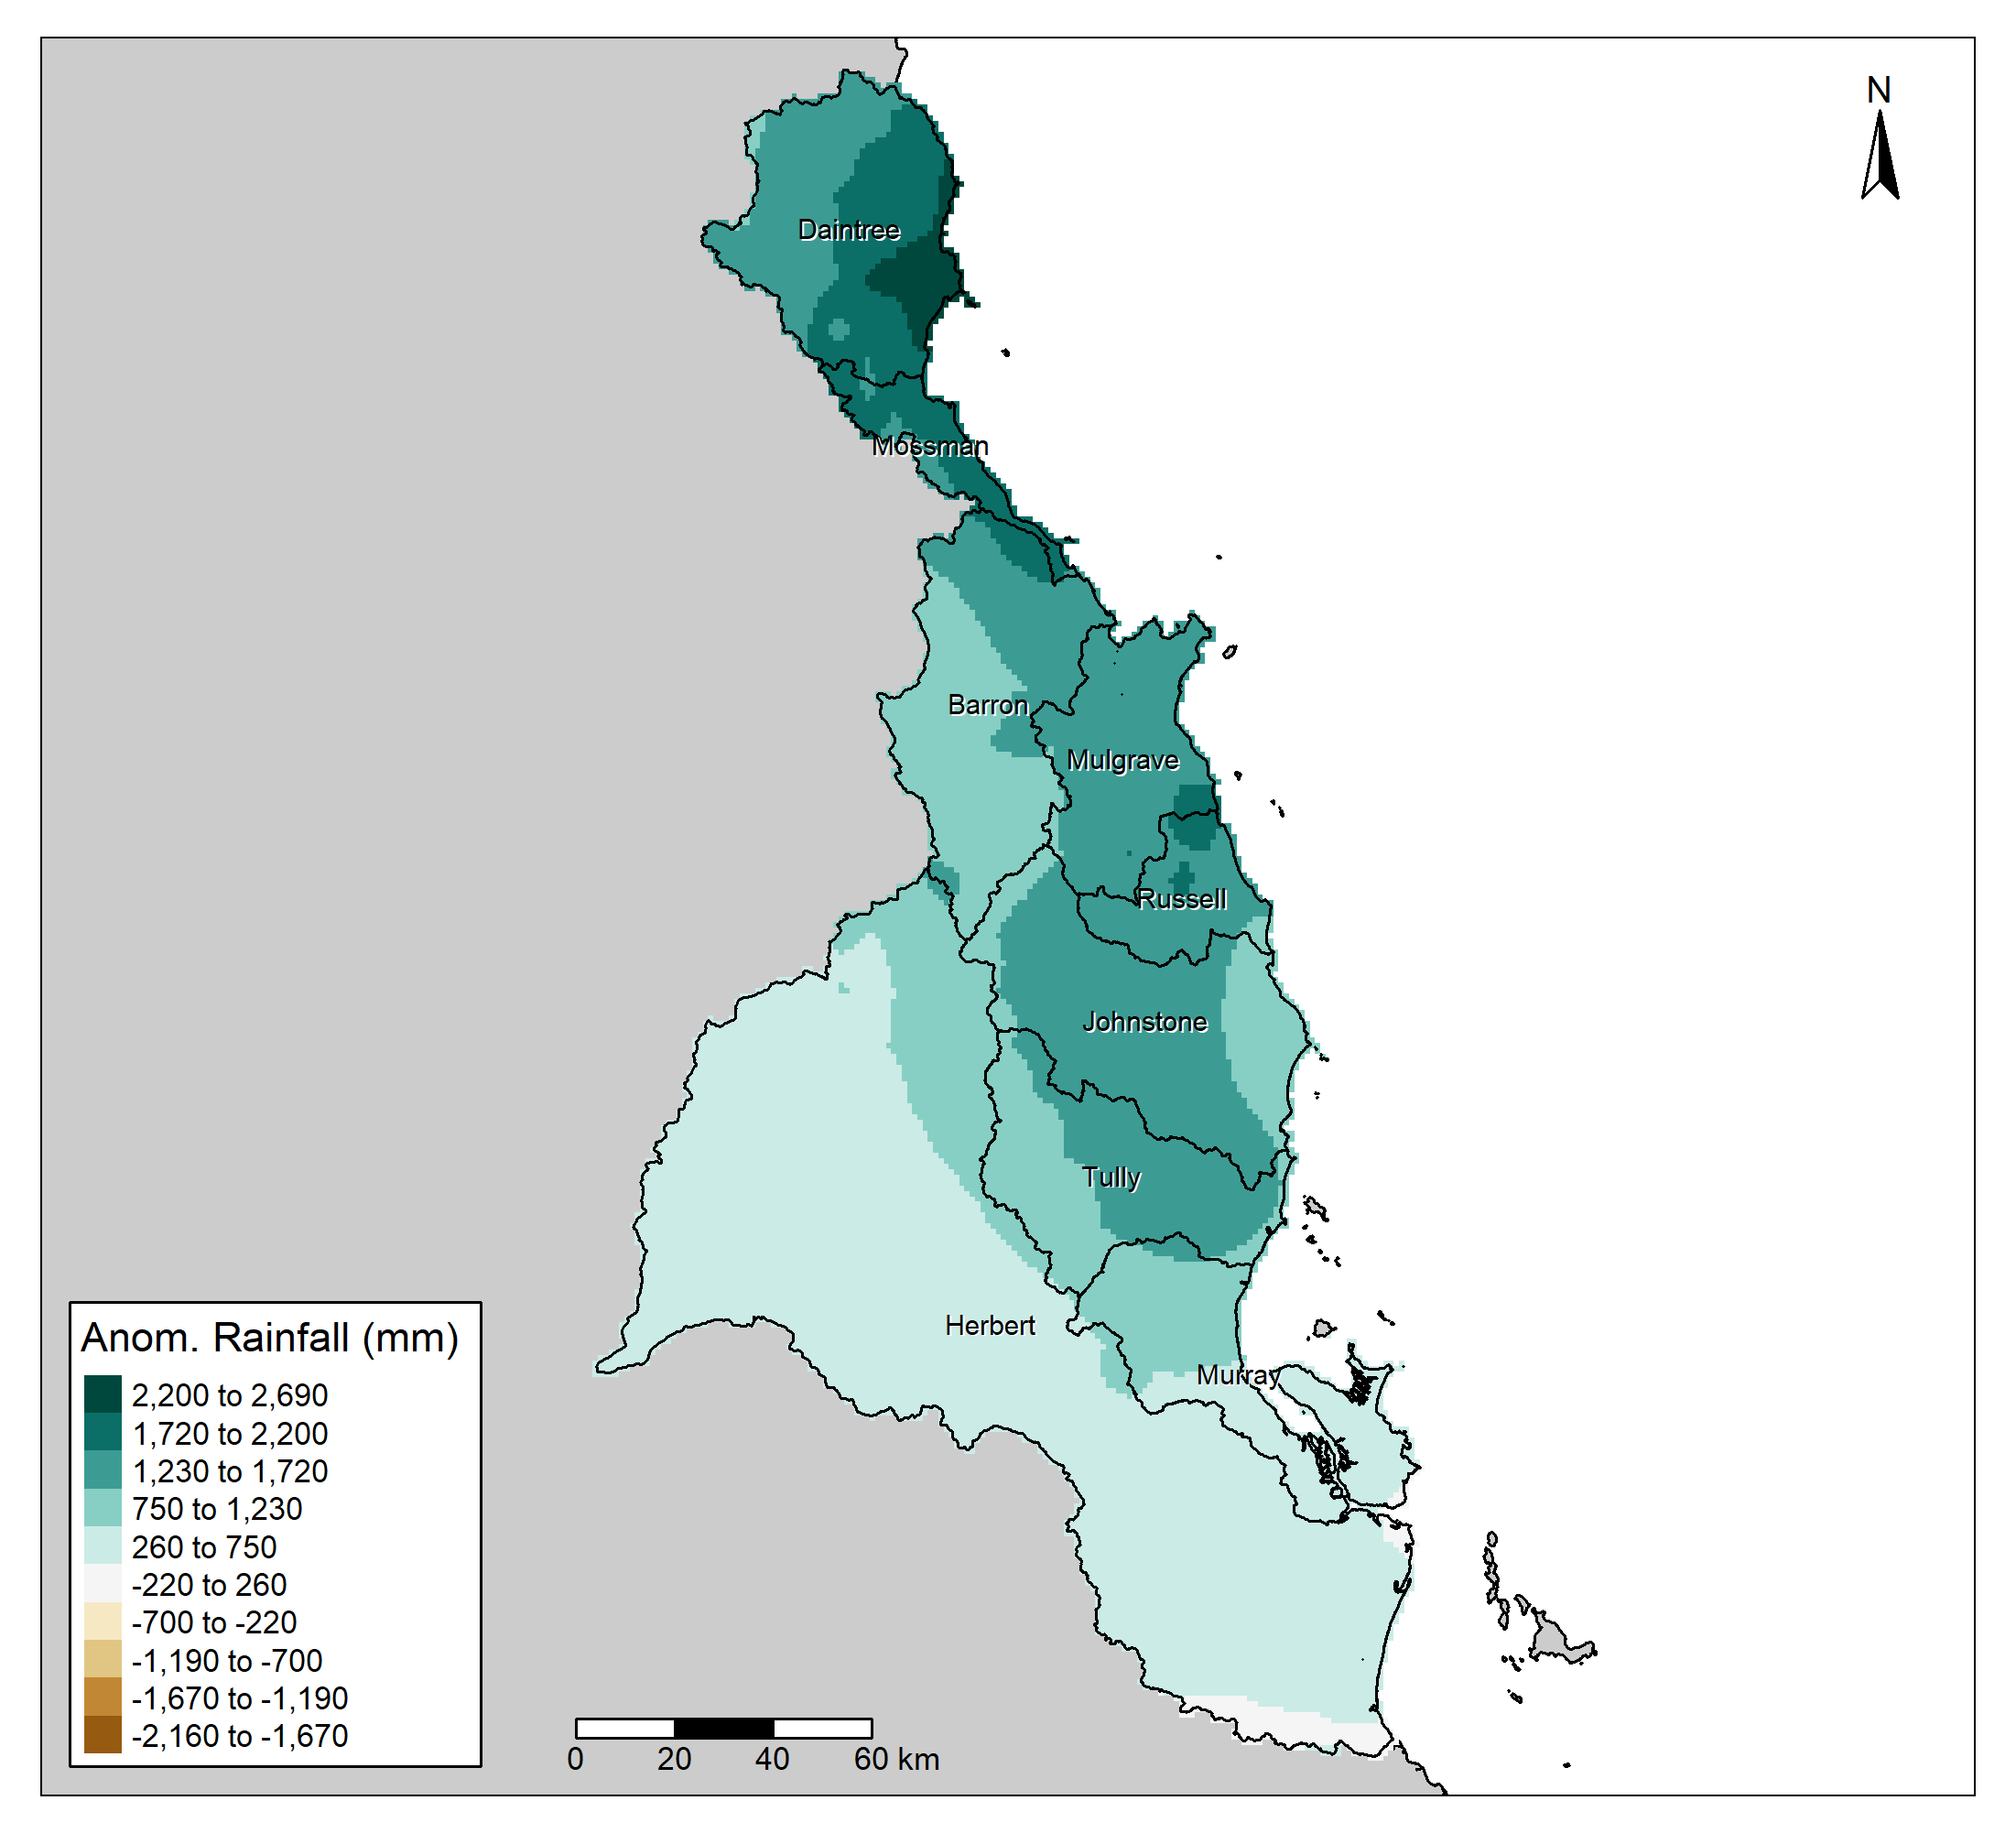 N
Daintree
Mossman
Barron
Mulgrave
Russell
Johnstone
Tully
Herbert
Murray
Anom. Rainfall (mm)
2,200 to 2,690
1,720 to 2,200
1,230 to 1,720
750 to 1,230
260 to 750
-220 to 260
-700 to -220
-1,190 to -700
-1,670 to -1,190
-2,160 to -1,670
0 20 40 60 km